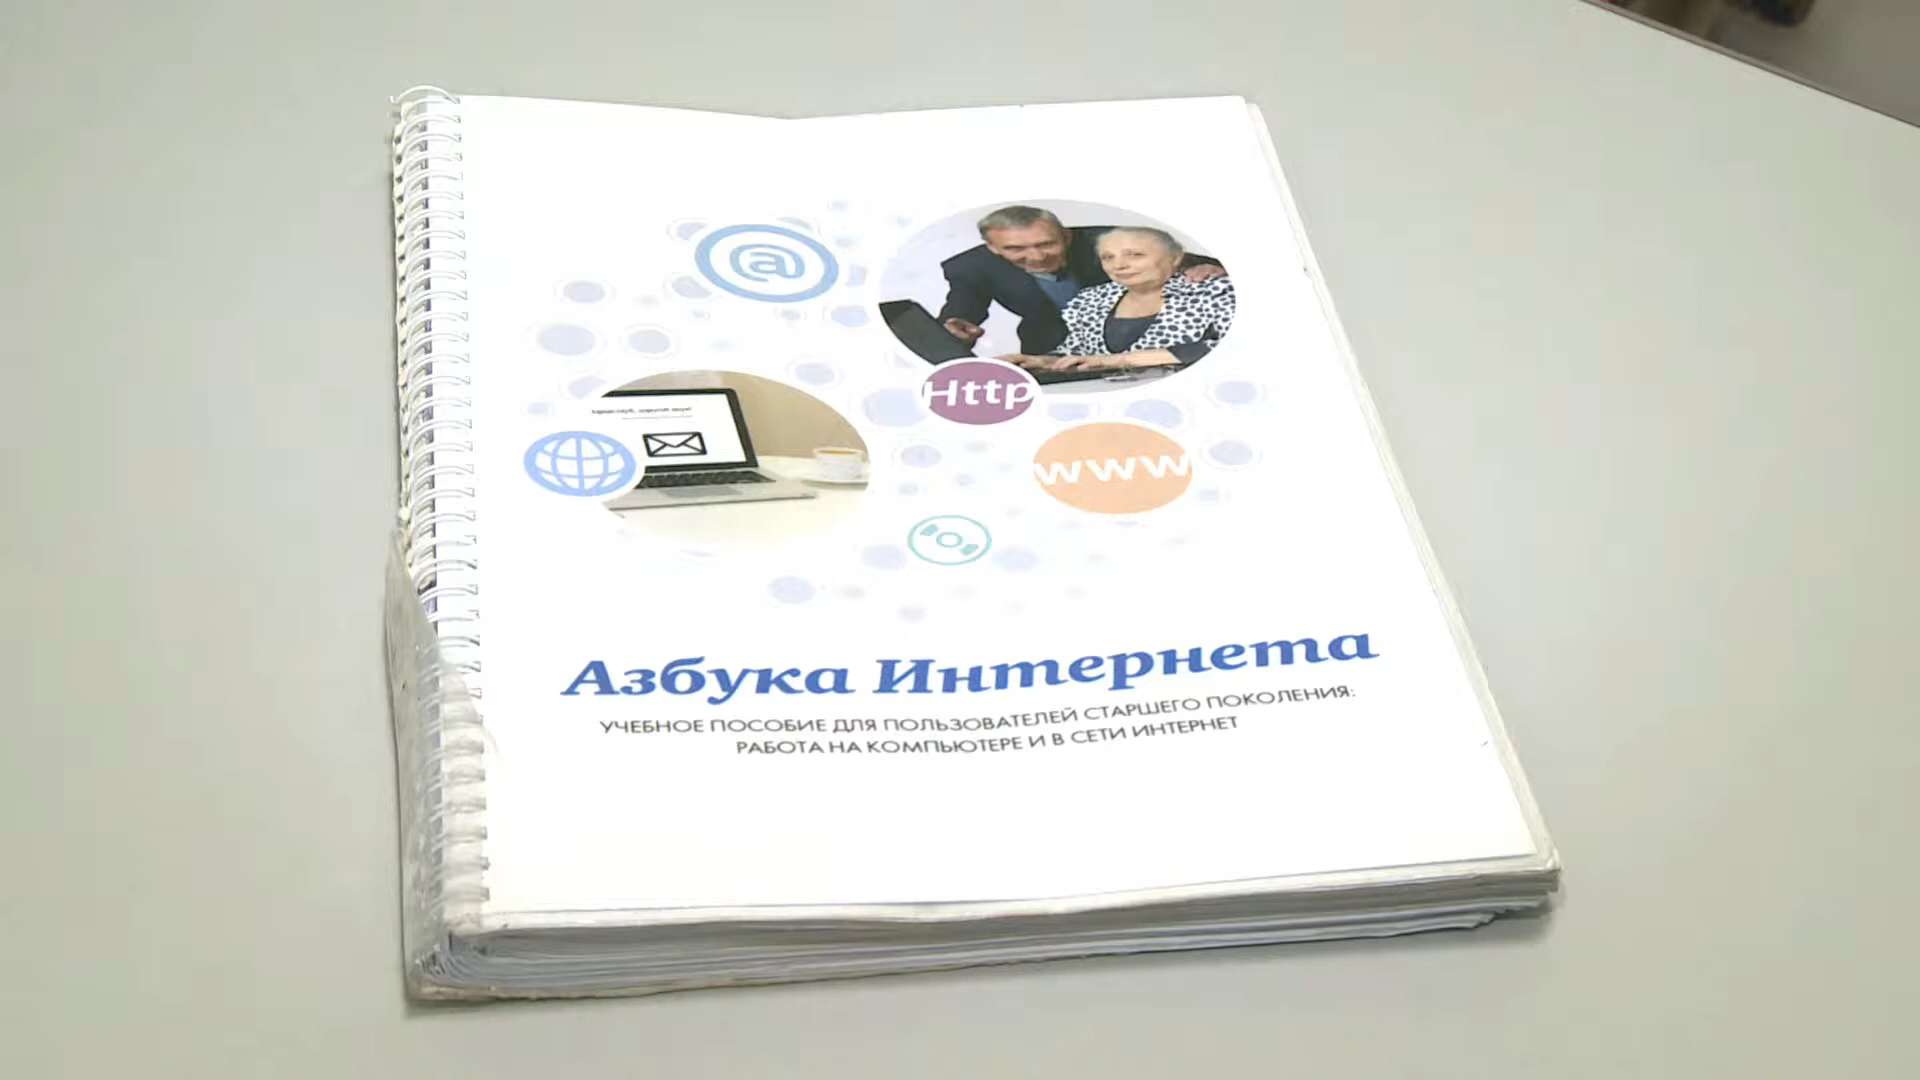 @
Http
www
Азбука Интернета
УЧЕБНОЕ ПОСОБИЕ ДЛЯ ПОЛЬЗОВАТЕЛЕЙ СТАРШЕГО ПОКОЛЕНИЯ:
РАБОТА НА КОМПЬЮТЕРЕ И В СЕТИ ИНТЕРНЕТ